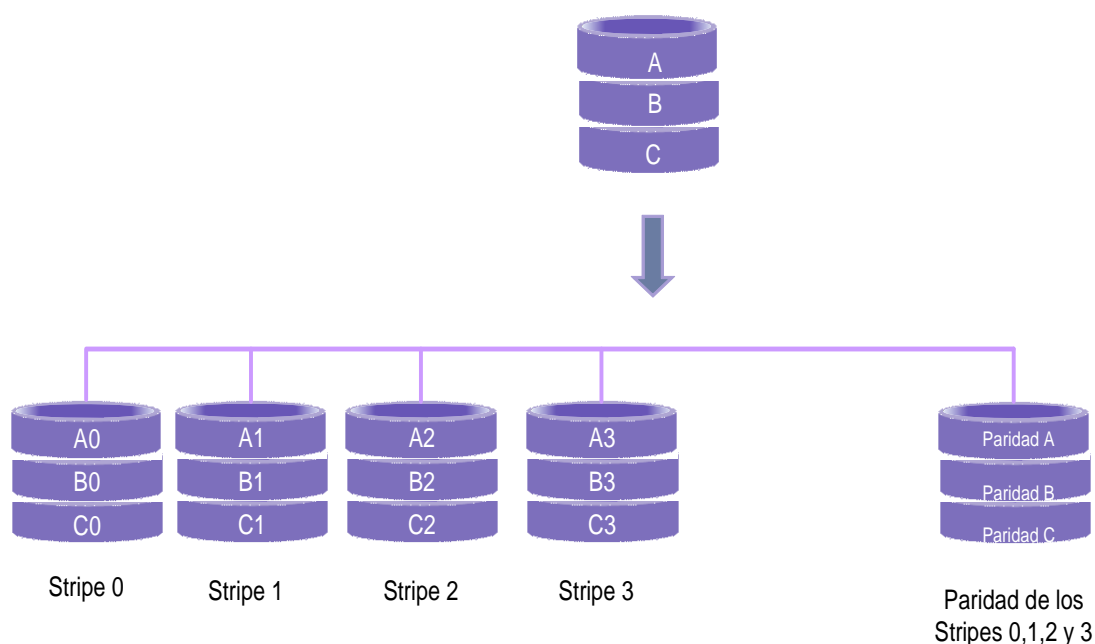 A
B
C
A0
A1
A2
A3
Paridad A
B0
B1
B2
B3
Paridad B
C0
C1
C2
C3
Paridad C
Stripe 0
Stripe 1
Stripe 2
Stripe 3
Paridad de los
Stripes 0,1,2 y 3